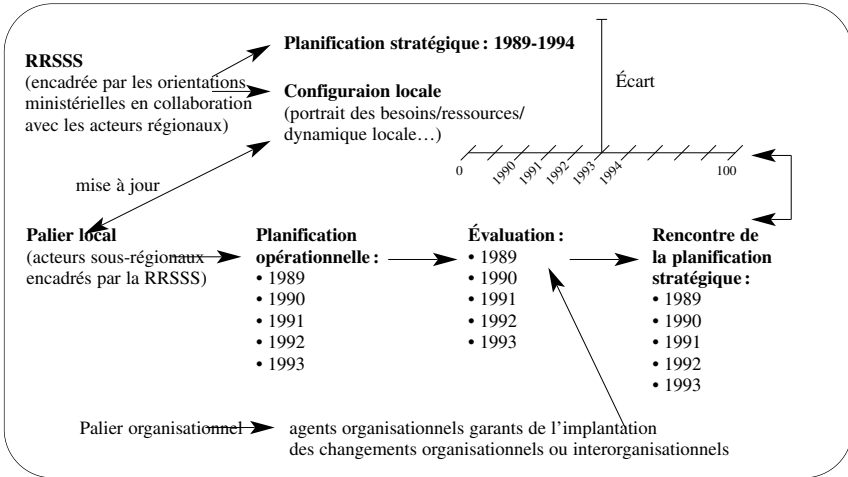 Planification stratégique : 1989-1994
RRSSS
(encadrée par les orientations
ministérielles en collaboration
avec les acteurs régionaux)
Configuraion locale
(portrait des besoins/ressources/
dynamique locale…)
Écart
0
1990
1991
1992
1993
1994
100
mise à jour
Palier local
(acteurs sous-régionaux
encadrés par la RRSSS)
Planification
opérationnelle :
• 1989
• 1990
• 1991
• 1992
• 1993
Évaluation :
• 1989
• 1990
• 1991
• 1992
• 1993
Rencontre de
la planification
stratégique :
• 1989
• 1990
• 1991
• 1992
• 1993
Palier organisationnel
agents organisationnels garants de l’implantation
des changements organisationnels ou interorganisationnels